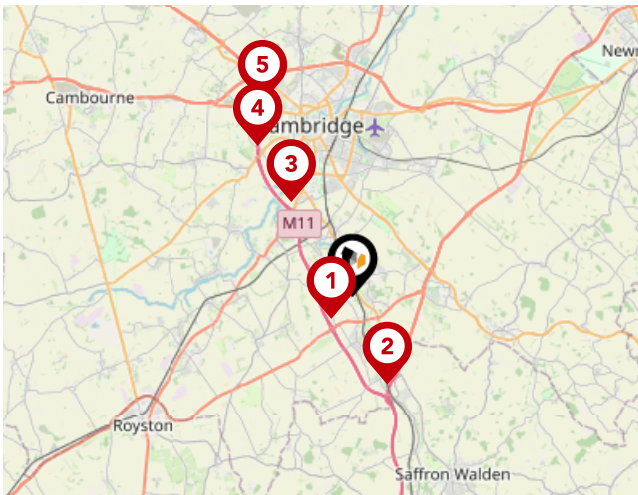 5
Newm
Cambourne
4
ambridge
3
M11
1
2
Royston
Saffron Walden